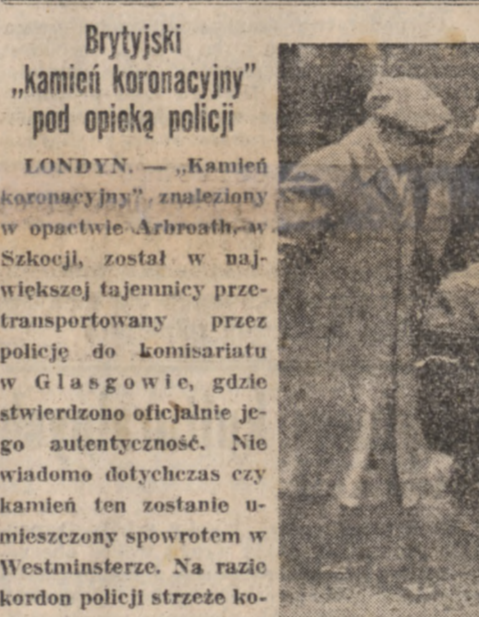 Brytyjski
„kamień koronacyjny”
pod opieką policji
LONDYN. — „Kamień
koronacyjny”, znaleziony
w opactwie Arbroath, w
Szkocji, został w naj-
większej tajemnicy prze-
transportowany przez
policję do komisariatu
w Glasgowie, gdzie
stwierdzono oficjalnie je-
go autentyczność. Nie
wiadomo dotychczas czy
kamień ten zostanie u-
mieszczony spowrotem w
Westminsterze. Na razie
kordon policji strzeże ko-